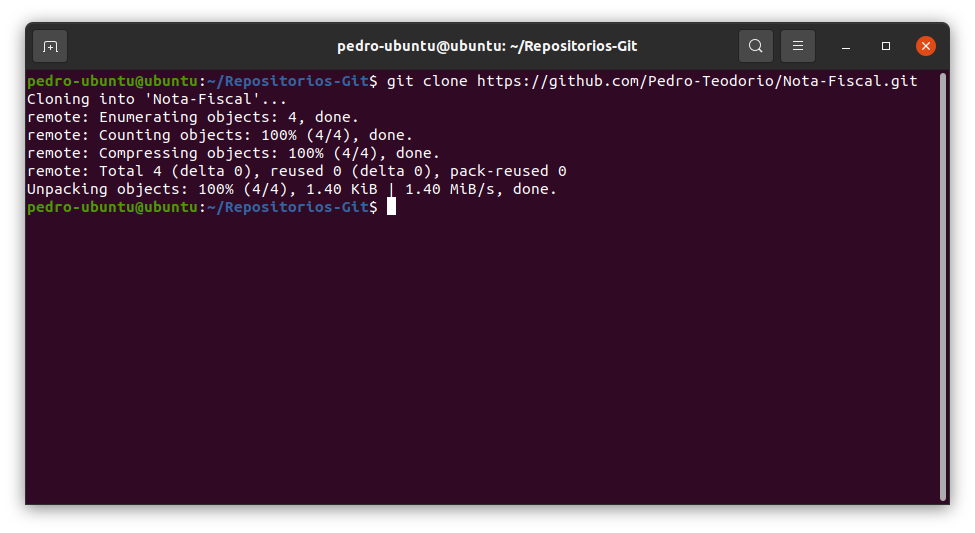 pedro-ubuntu@ubuntu: ~/Repositorios-Git
pedro-ubuntu@ubuntu:~/Repositorios-Git$ git clone https://github.com/Pedro-Teodorio/Nota-Fiscal.git
Cloning into 'Nota-Fiscal'...
remote: Enumerating objects: 4, done.
remote: Counting objects: 100% (4/4), done.
remote: Compressing objects: 100% (4/4), done.
remote: Total 4 (delta 0), reused 0 (delta 0), pack-reused 0
Unpacking objects: 100% (4/4), 1.40 KiB | 1.40 MiB/s, done.
pedro-ubuntu@ubuntu:~/Repositorios-Git$